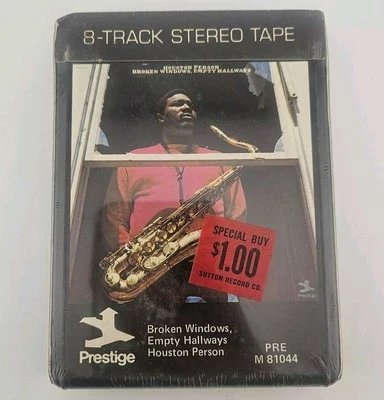 8-TRACK STEREO TAPE
HOUSTON PERSON
BROKEN WINDOWS, EMPTY HALLWAYS
SPECIAL BUY
$1.00
SUTTON RECORD CO.
Prestige
Prestige
Broken Windows,
Empty Hallways
Houston Person
PRE
M 81044